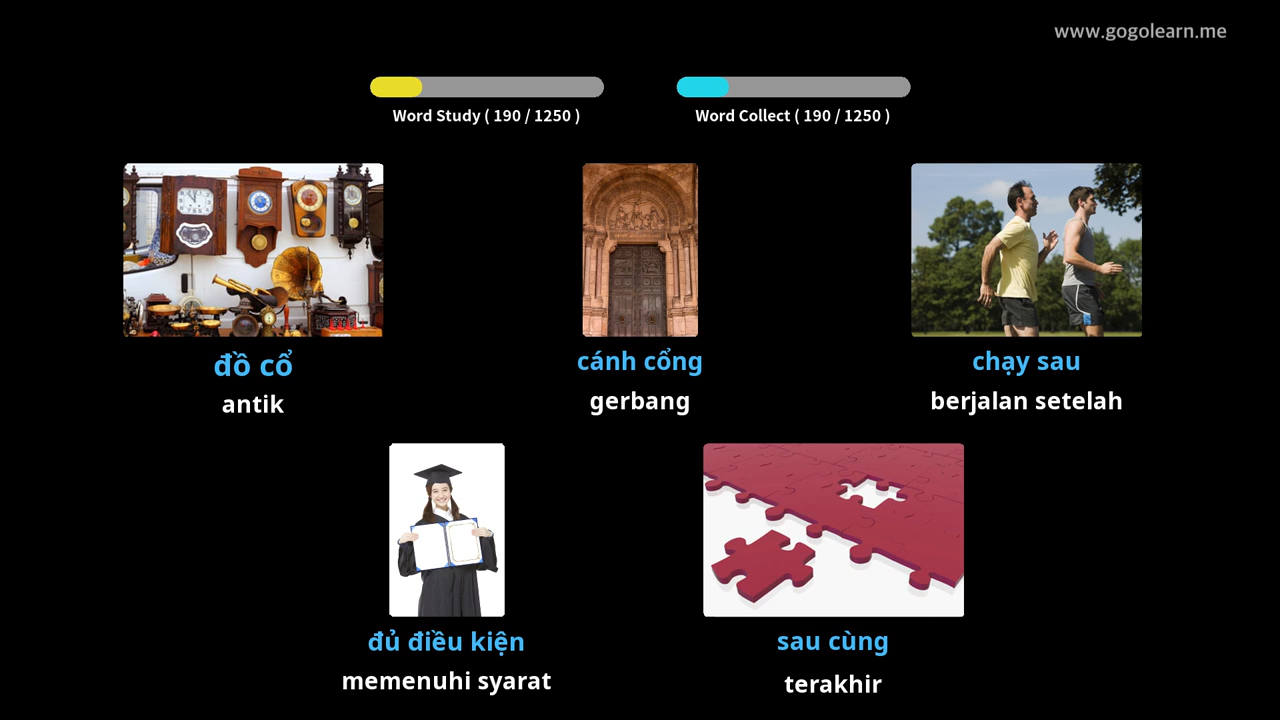 www.gogolearn.me
Word Study ( 190 / 1250 )
Word Collect ( 190 / 1250 )
đồ cổ
antik
cánh cổng
gerbang
chạy sau
berjalan setelah
đủ điều kiện
memenuhi syarat
sau cùng
terakhir